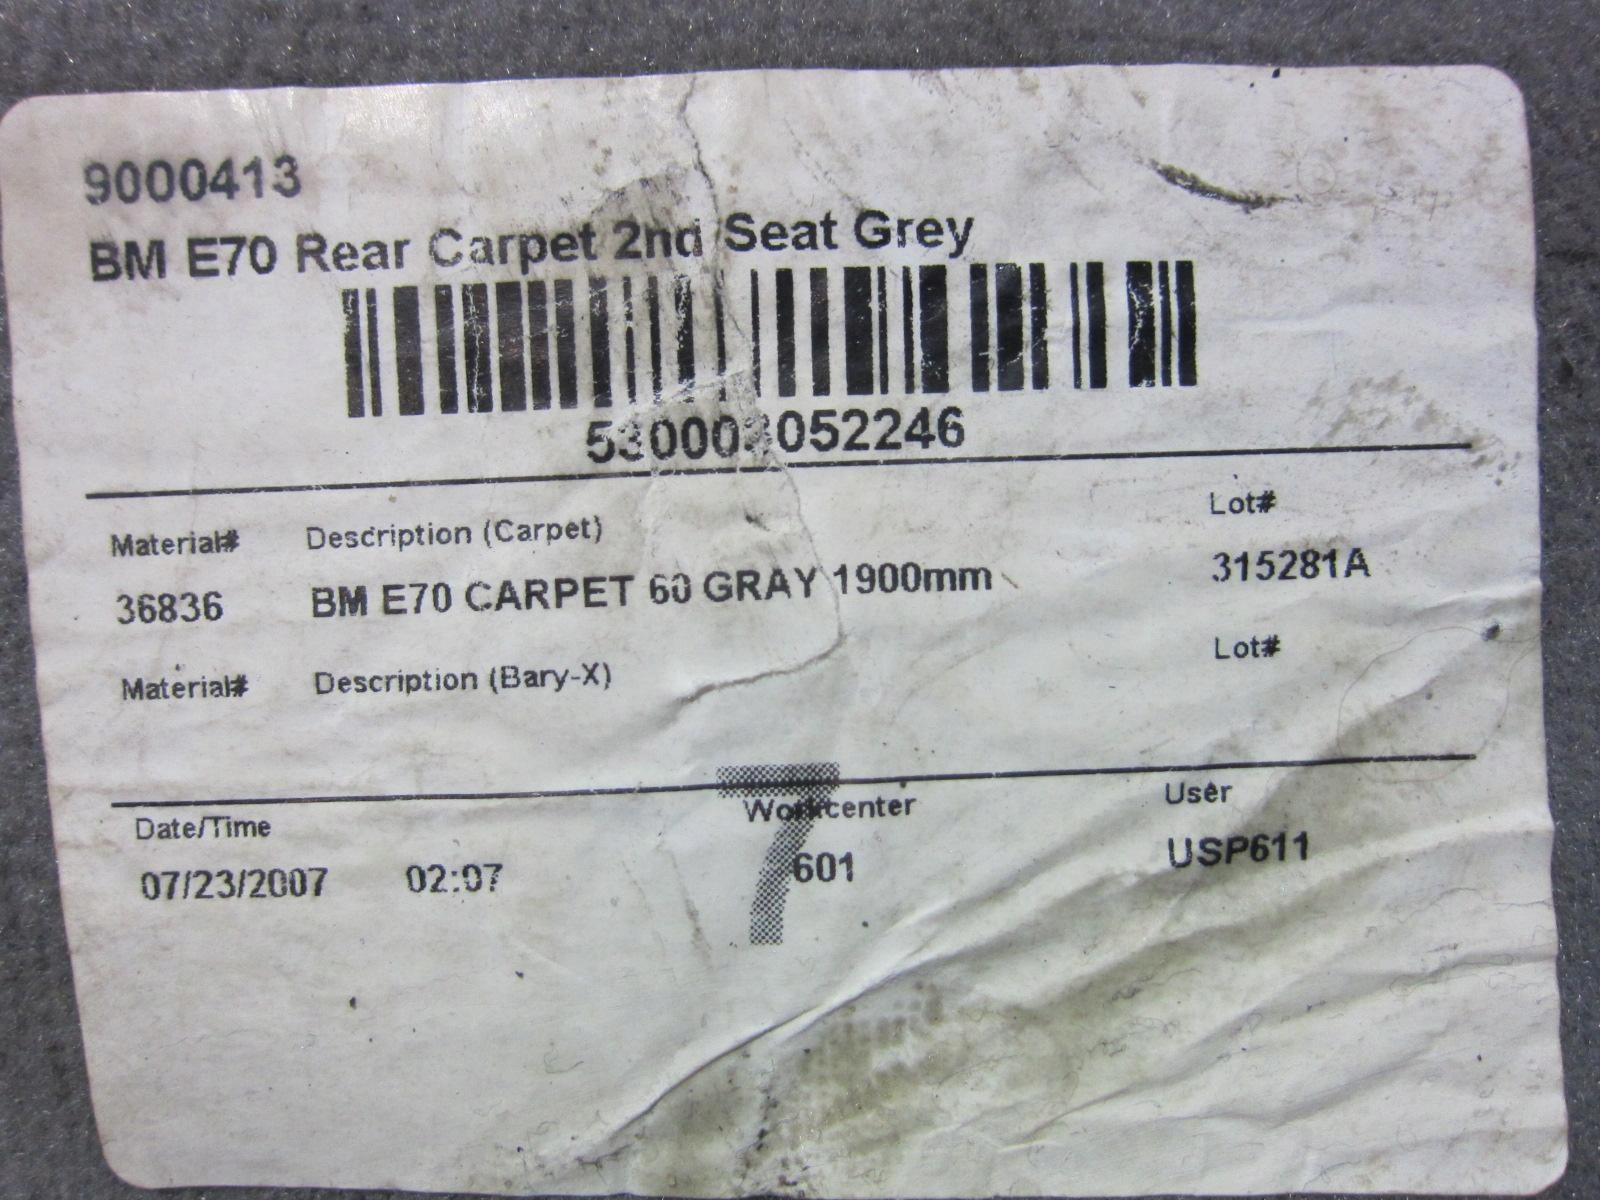 9000413
BM E70 Rear Carpet 2nd Seat Grey
Material# Description (Carpet) Lot#
36836 BM E70 CARPET 60 GRAY 1900mm 315281A
Material# Description (Bary-X) Lot#
Date/Time Workcenter User
07/23/2007 02:07 601 USP611
7